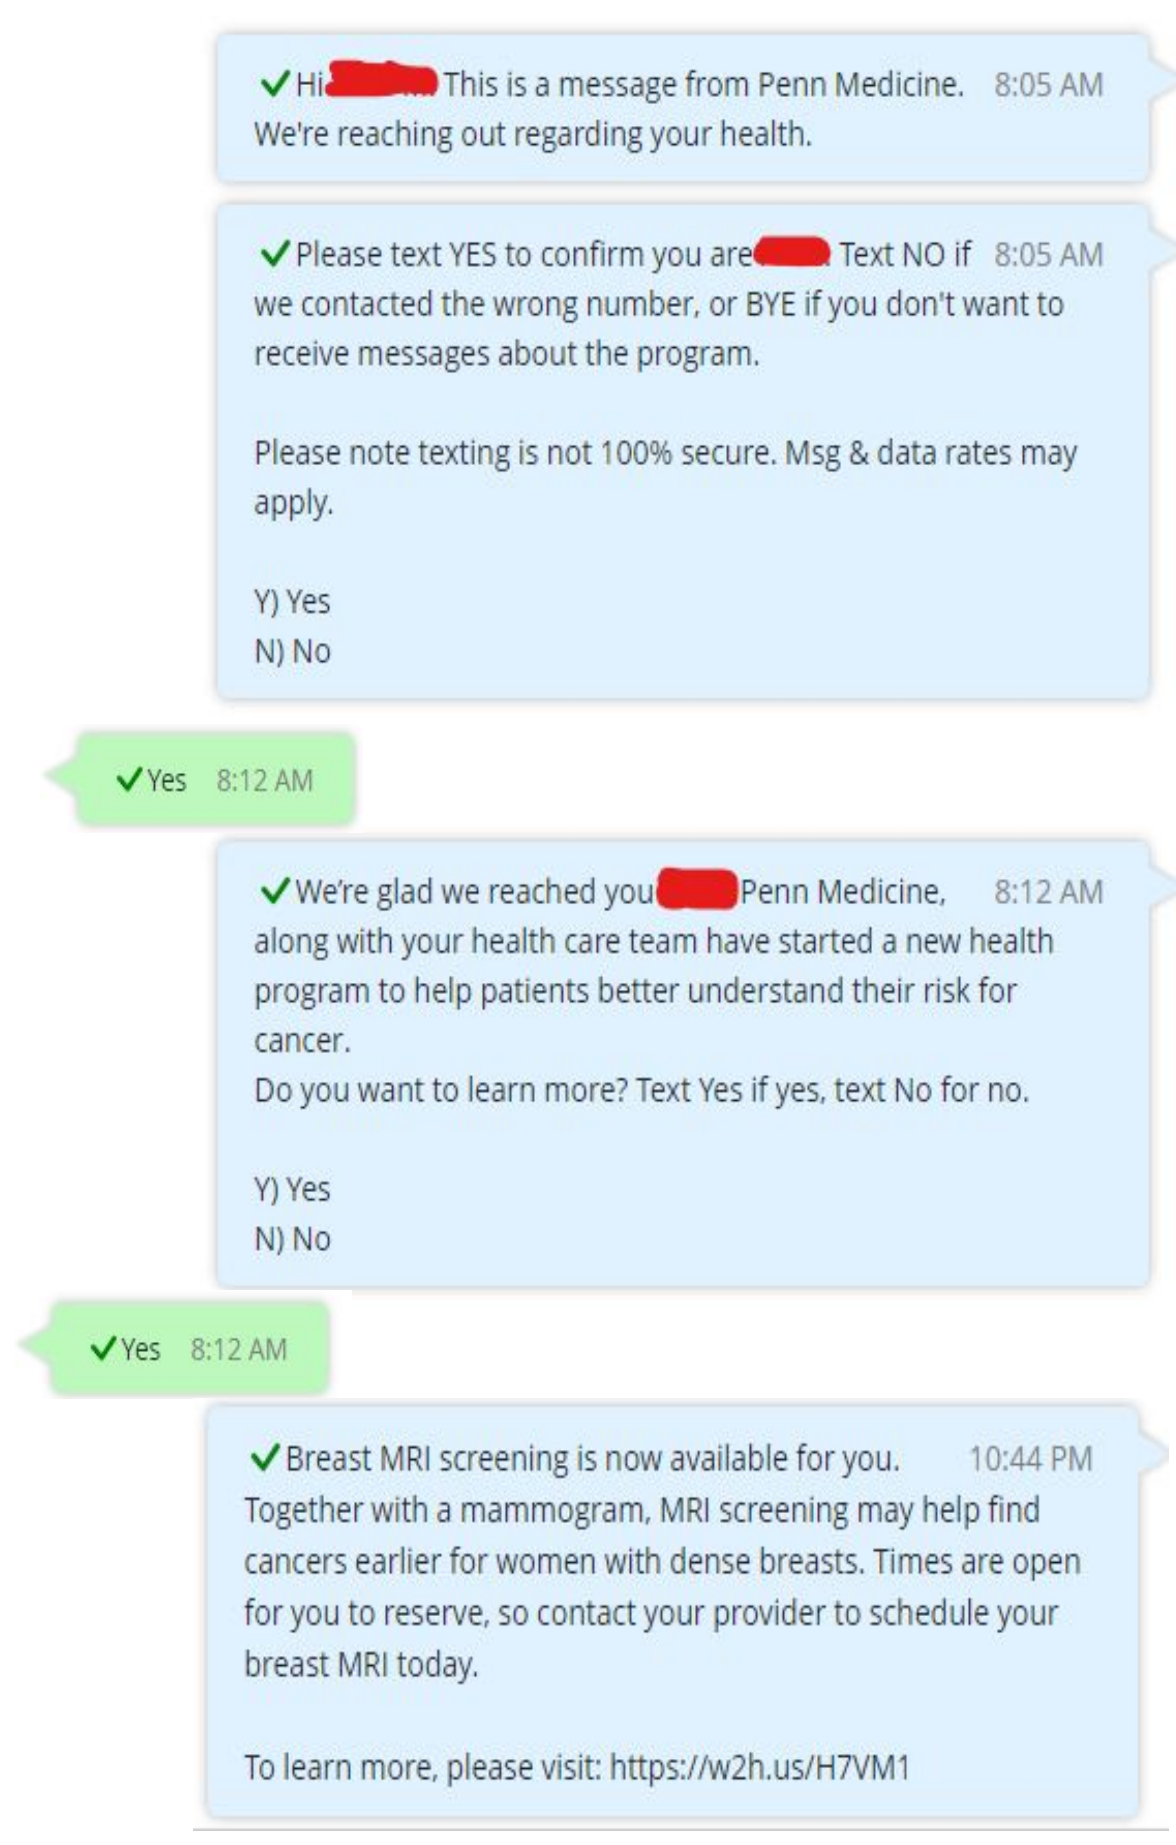 ✓Hi This is a message from Penn Medicine. 8:05 AM
We're reaching out regarding your health.
✓Please text YES to confirm you are Text NO if 8:05 AM
we contacted the wrong number, or BYE if you don't want to
receive messages about the program.
Please note texting is not 100% secure. Msg & data rates may
apply.
Y) Yes
N) No
✓Yes 8:12 AM
✓We’re glad we reached you Penn Medicine, 8:12 AM
along with your health care team have started a new health
program to help patients better understand their risk for
cancer.
Do you want to learn more? Text Yes if yes, text No for no.
Y) Yes
N) No
✓Yes 8:12 AM
✓Breast MRI screening is now available for you. 10:44 PM
Together with a mammogram, MRI screening may help find
cancers earlier for women with dense breasts. Times are open
for you to reserve, so contact your provider to schedule your
breast MRI today.
To learn more, please visit: https://w2h.us/H7VM1